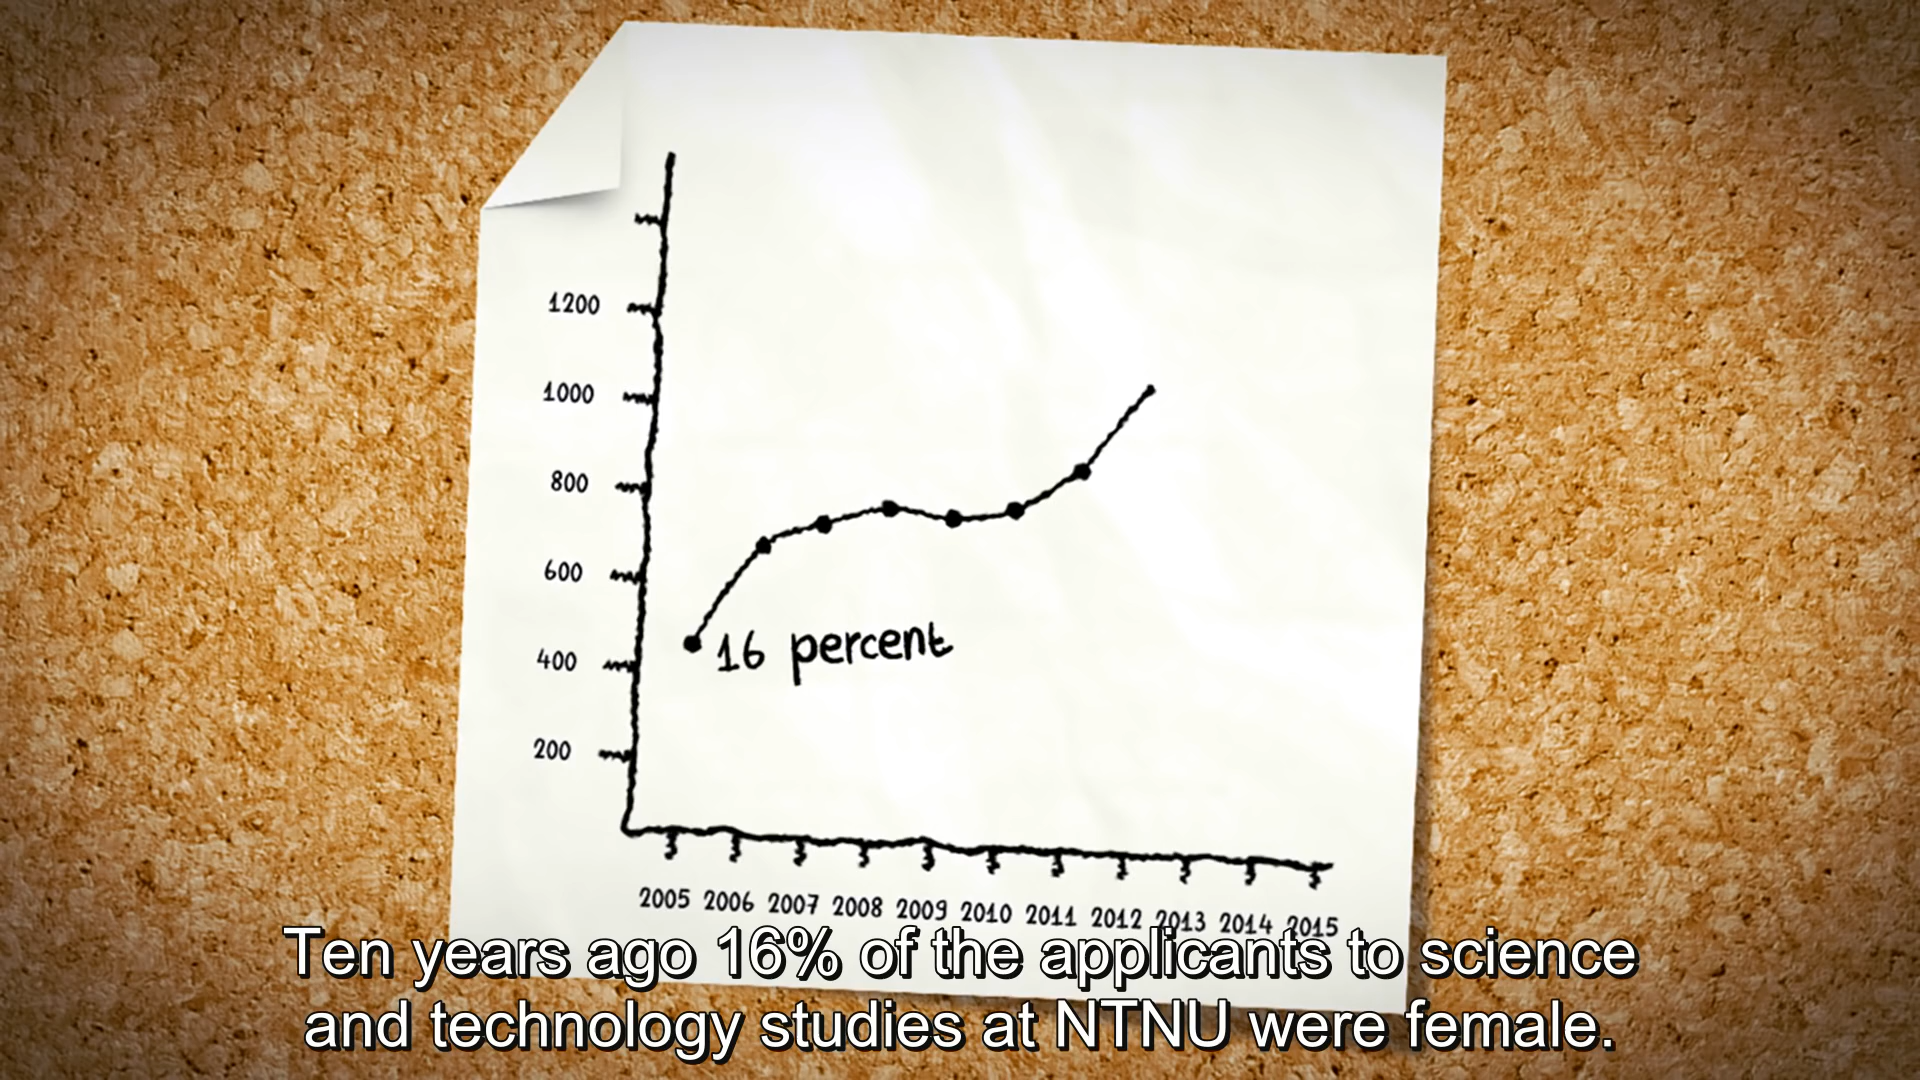 1200
1000
800
600
400
200
16 percent
2005 2006 2007 2008 2009 2010 2011 2012 2013 2014 2015
Ten years ago 16% of the applicants to science
and technology studies at NTNU were female.